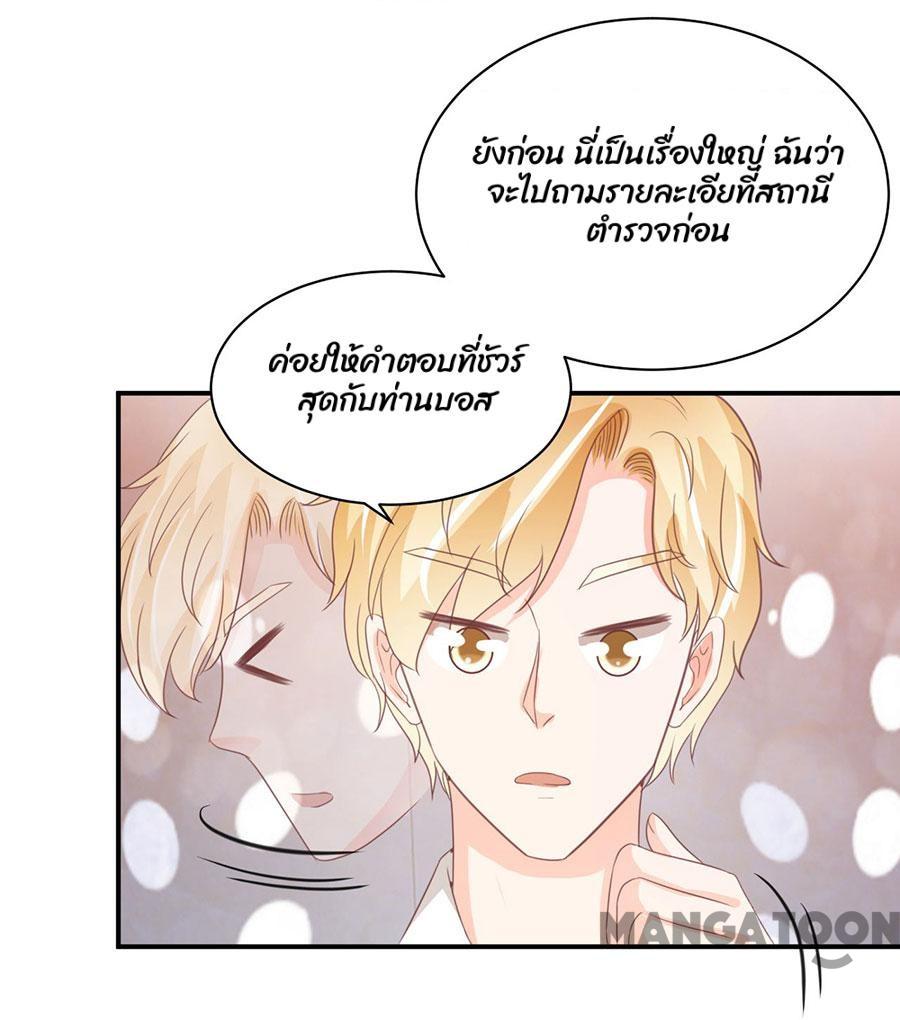 ยังก่อน นี่เป็นเรื่องใหญ่ ฉันว่า
จะไปถามรายละเอียที่สถานี
ตำรวจก่อน
ค่อยให้คำตอบที่ชัวร์
สุดกับท่านบอส
MANGATOON